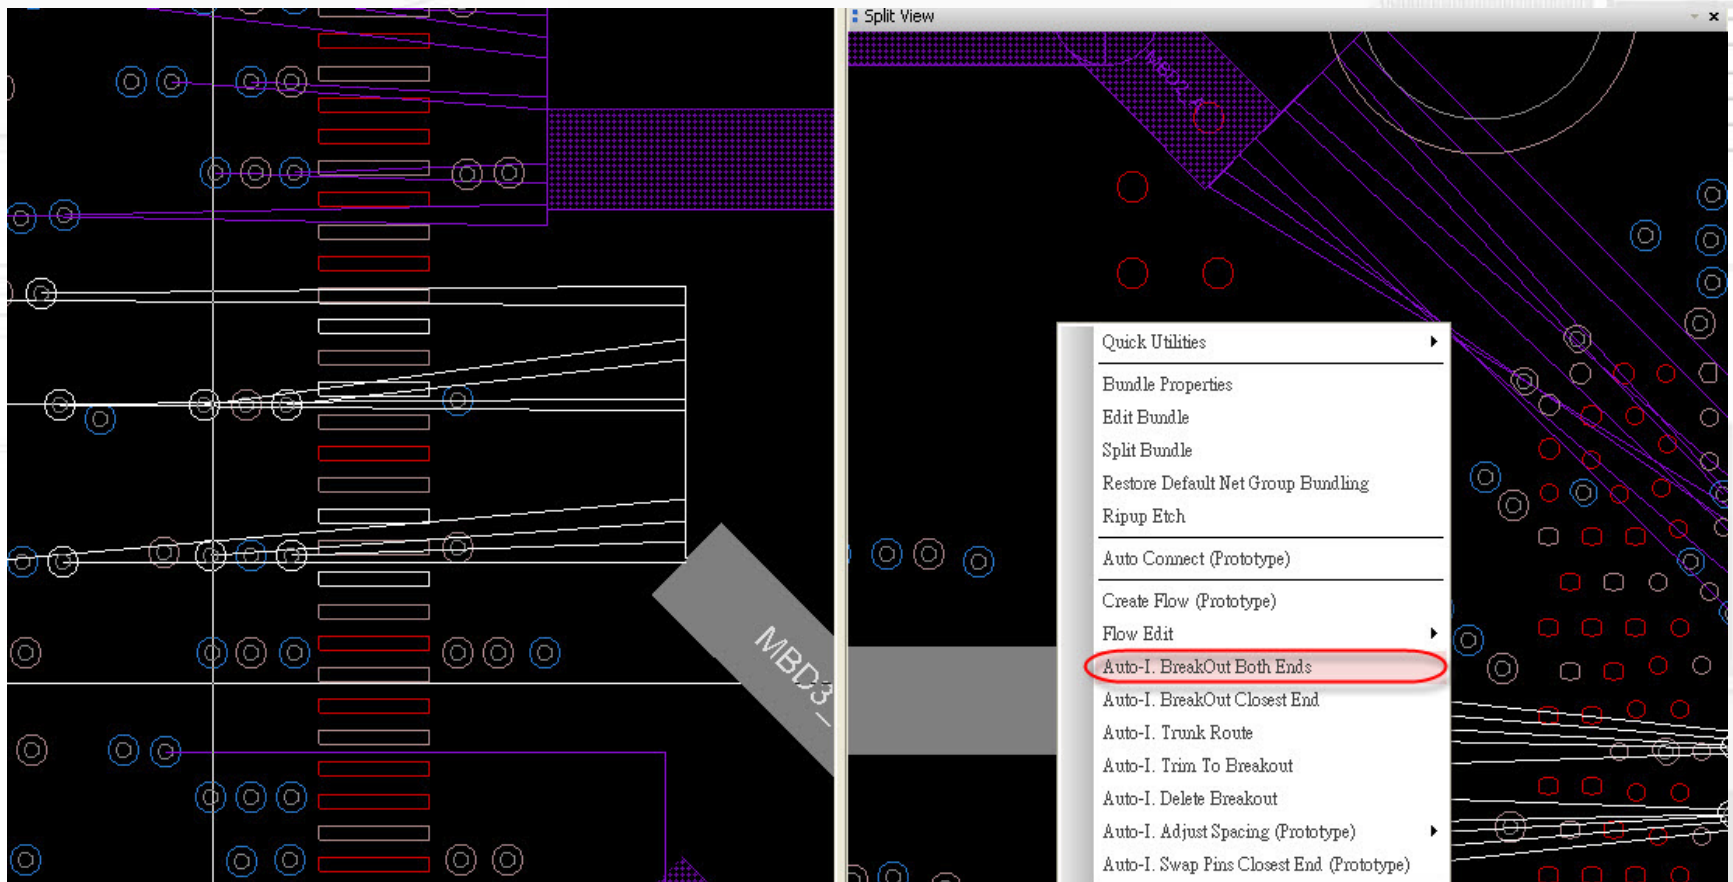 Split View
MBD2_
MBD3_
Quick Utilities
Bundle Properties
Edit Bundle
Split Bundle
Restore Default Net Group Bundling
Ripup Etch
Auto Connect (Prototype)
Create Flow (Prototype)
Flow Edit
Auto-I. BreakOut Both Ends
Auto-I. BreakOut Closest End
Auto-I. Trunk Route
Auto-I. Trim To Breakout
Auto-I. Delete Breakout
Auto-I. Adjust Spacing (Prototype)
Auto-I. Swap Pins Closest End (Prototype)